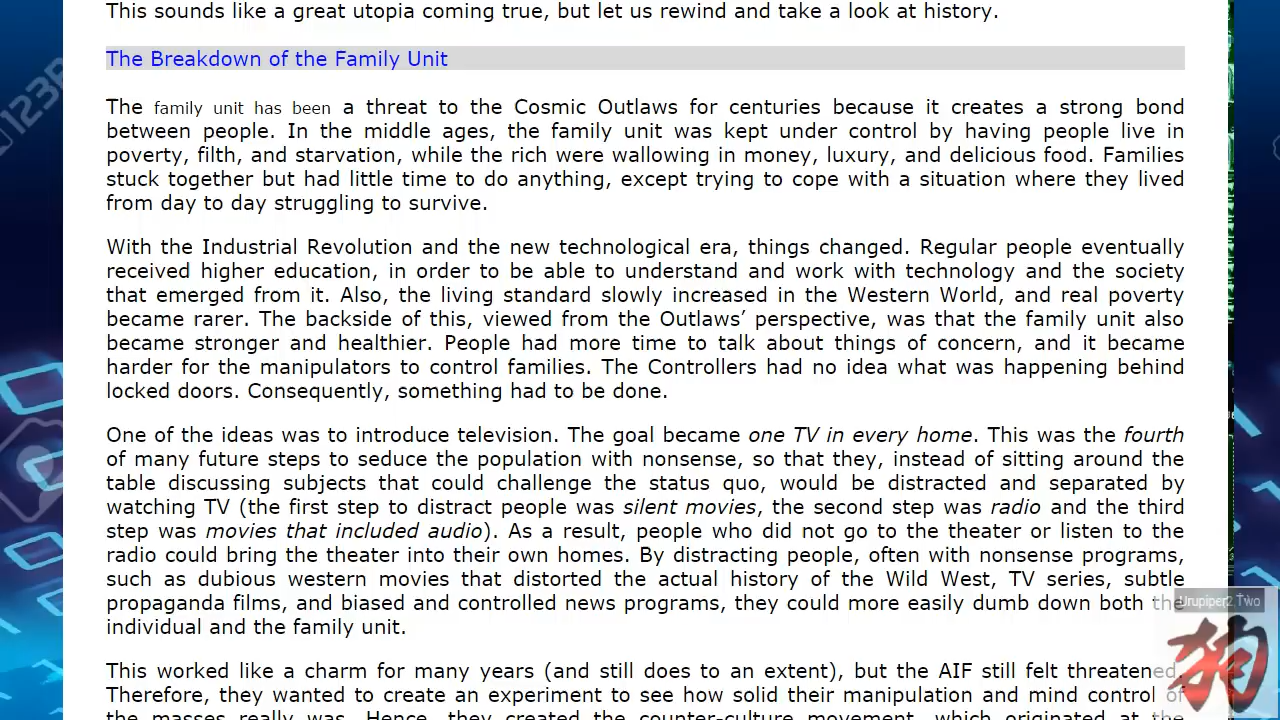 This sounds like a great utopia coming true, but let us rewind and take a look at history.
The Breakdown of the Family Unit
The family unit has been a threat to the Cosmic Outlaws for centuries because it creates a strong bond
between people. In the middle ages, the family unit was kept under control by having people live in
poverty, filth, and starvation, while the rich were wallowing in money, luxury, and delicious food. Families
stuck together but had little time to do anything, except trying to cope with a situation where they lived
from day to day struggling to survive.
With the Industrial Revolution and the new technological era, things changed. Regular people eventually
received higher education, in order to be able to understand and work with technology and the society
that emerged from it. Also, the living standard slowly increased in the Western World, and real poverty
became rarer. The backside of this, viewed from the Outlaws’ perspective, was that the family unit also
became stronger and healthier. People had more time to talk about things of concern, and it became
harder for the manipulators to control families. The Controllers had no idea what was happening behind
locked doors. Consequently, something had to be done.
One of the ideas was to introduce television. The goal became one TV in every home. This was the fourth
of many future steps to seduce the population with nonsense, so that they, instead of sitting around the
table discussing subjects that could challenge the status quo, would be distracted and separated by
watching TV (the first step to distract people was silent movies, the second step was radio and the third
step was movies that included audio). As a result, people who did not go to the theater or listen to the
radio could bring the theater into their own homes. By distracting people, often with nonsense programs,
such as dubious western movies that distorted the actual history of the Wild West, TV series, subtle
propaganda films, and biased and controlled news programs, they could more easily dumb down both the
individual and the family unit.
This worked like a charm for many years (and still does to an extent), but the AIF still felt threatened.
Therefore, they wanted to create an experiment to see how solid their manipulation and mind control of
the masses really was. Hence, they created the counter-culture movement, which originated at the
123R
Urupiper2 Two
狗